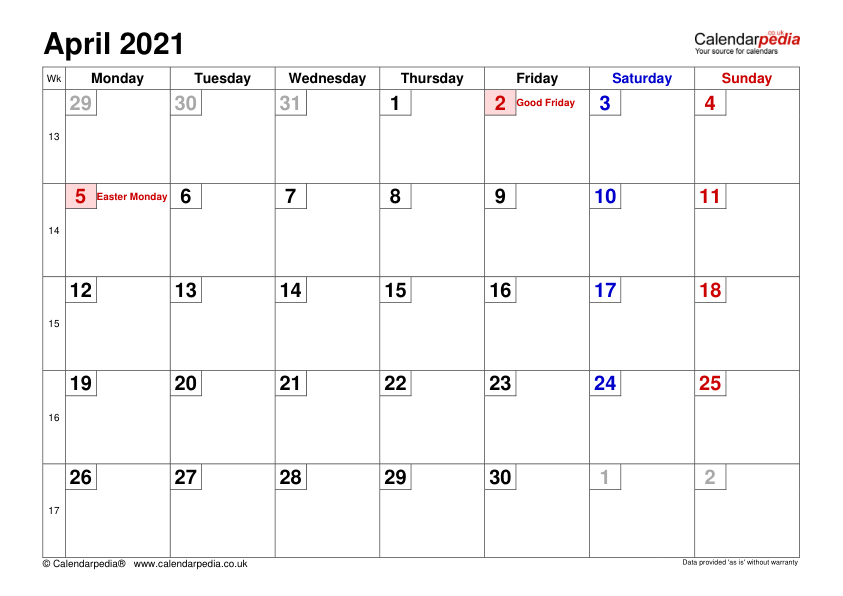 April 2021
Calendarpedia
co.uk
Your source for calendars
Wk Monday Tuesday Wednesday Thursday Friday Saturday Sunday
29 30 31 1 2 Good Friday 3 4
13
5 Easter Monday 6 7 8 9 10 11
14
12 13 14 15 16 17 18
15
19 20 21 22 23 24 25
16
26 27 28 29 30 1 2
17
© Calendarpedia® www.calendarpedia.co.uk
Data provided 'as is' without warranty